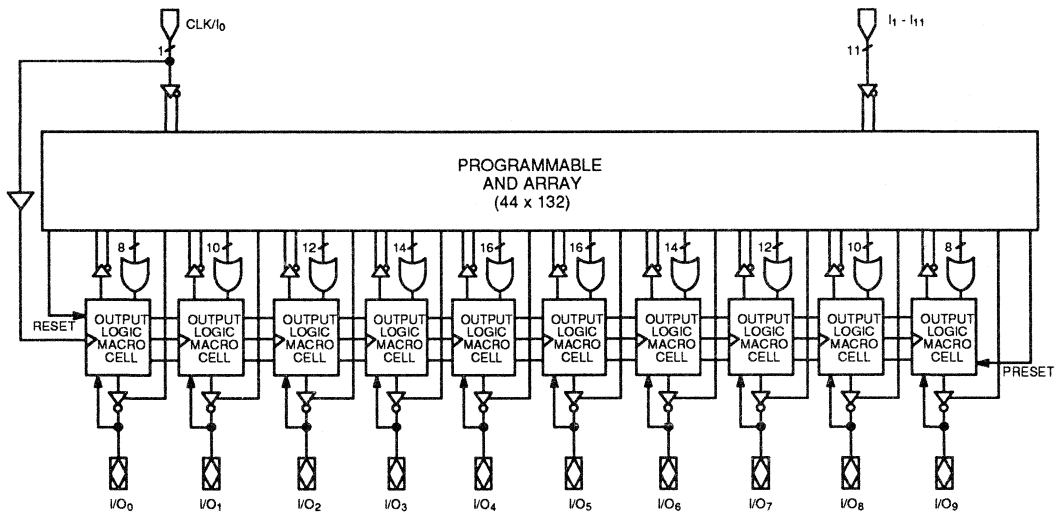 CLK/I0
I1 - I11
1
11
PROGRAMMABLE
AND ARRAY
(44 x 132)
8 10 12 14 16 16 14 12 10 8
RESET
OUTPUT
LOGIC
MACRO
CELL
OUTPUT
LOGIC
MACRO
CELL
OUTPUT
LOGIC
MACRO
CELL
OUTPUT
LOGIC
MACRO
CELL
OUTPUT
LOGIC
MACRO
CELL
OUTPUT
LOGIC
MACRO
CELL
OUTPUT
LOGIC
MACRO
CELL
OUTPUT
LOGIC
MACRO
CELL
OUTPUT
LOGIC
MACRO
CELL
OUTPUT
LOGIC
MACRO
CELL
PRESET
I/O0 I/O1 I/O2 I/O3 I/O4 I/O5 I/O6 I/O7 I/O8 I/O9